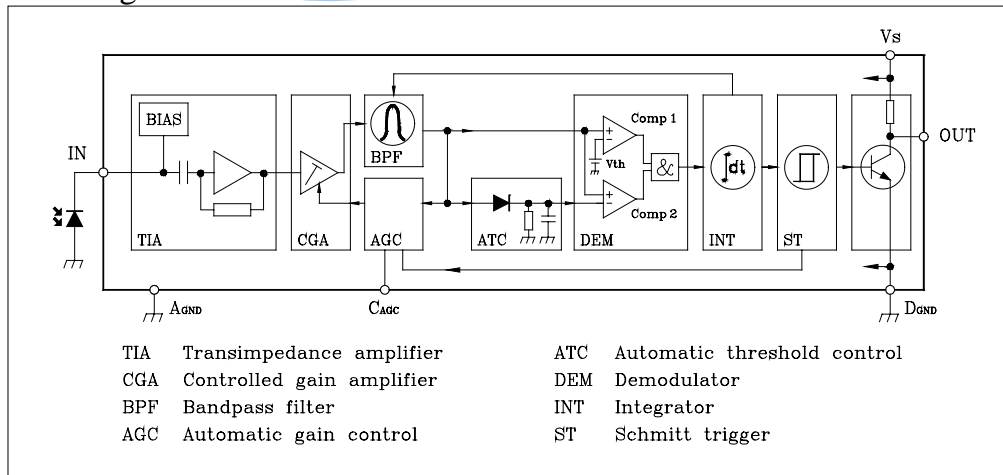 Vs
BIAS
Comp 1
OUT
IN
BPF
Vth
&
∫dt
Comp 2
TIA
CGA
AGC
ATC
DEM
INT
ST
AGND
CAGC
DGND
TIA Transimpedance amplifier
CGA Controlled gain amplifier
BPF Bandpass filter
AGC Automatic gain control
ATC Automatic threshold control
DEM Demodulator
INT Integrator
ST Schmitt trigger